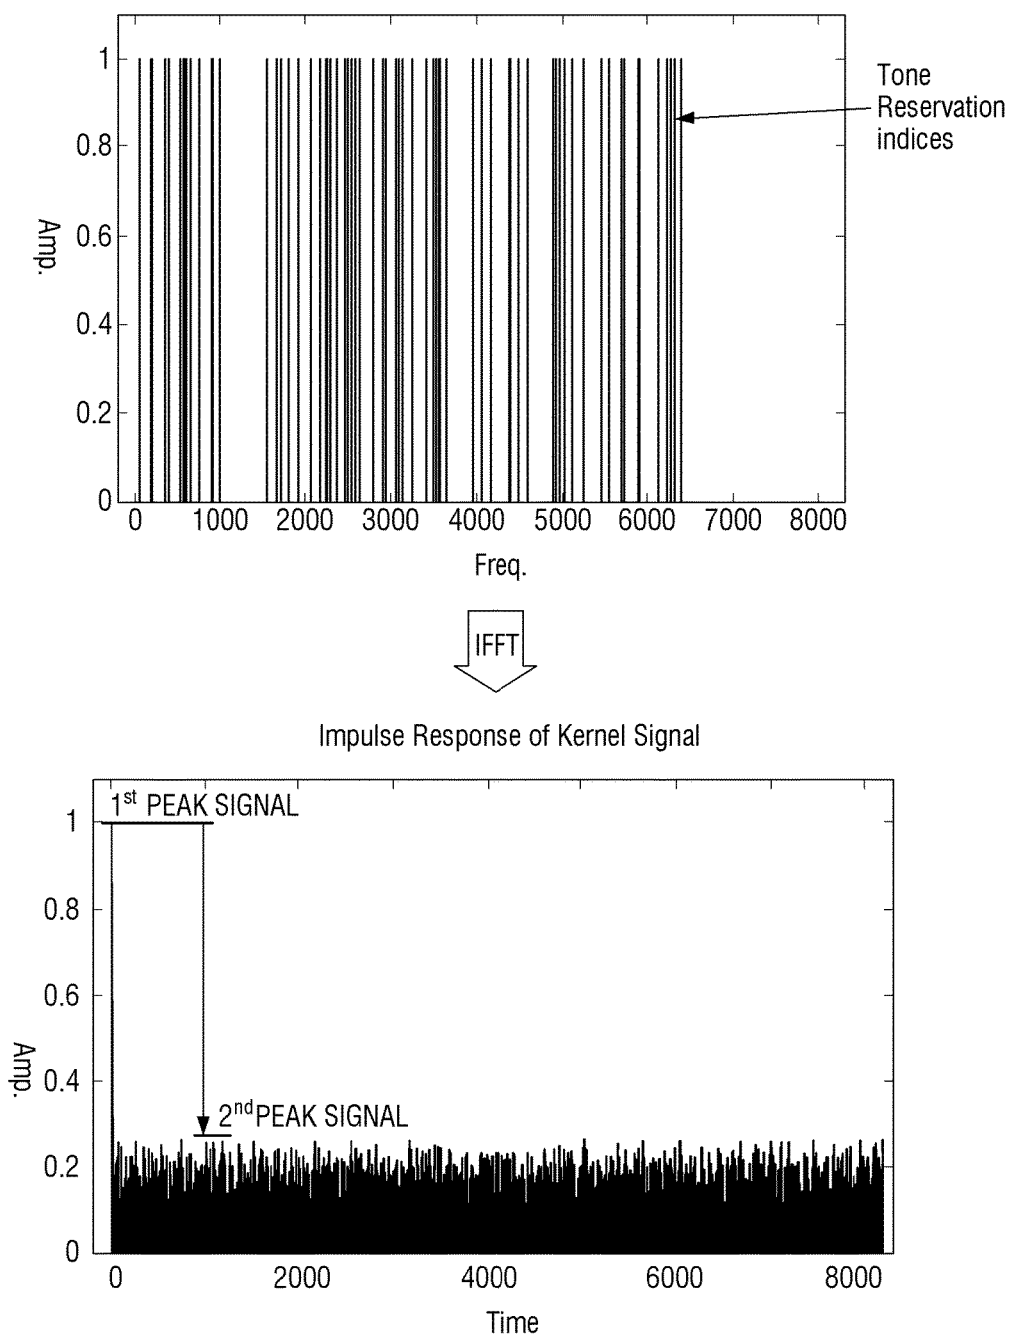 1
0.8
0.6
0.4
0.2
0
Amp.
0 1000 2000 3000 4000 5000 6000 7000 8000
Freq.
Tone
Reservation
indices
IFFT
Impulse Response of Kernel Signal
1st PEAK SIGNAL
1
0.8
0.6
0.4
0.2
0
Amp.
2nd PEAK SIGNAL
0 2000 4000 6000 8000
Time